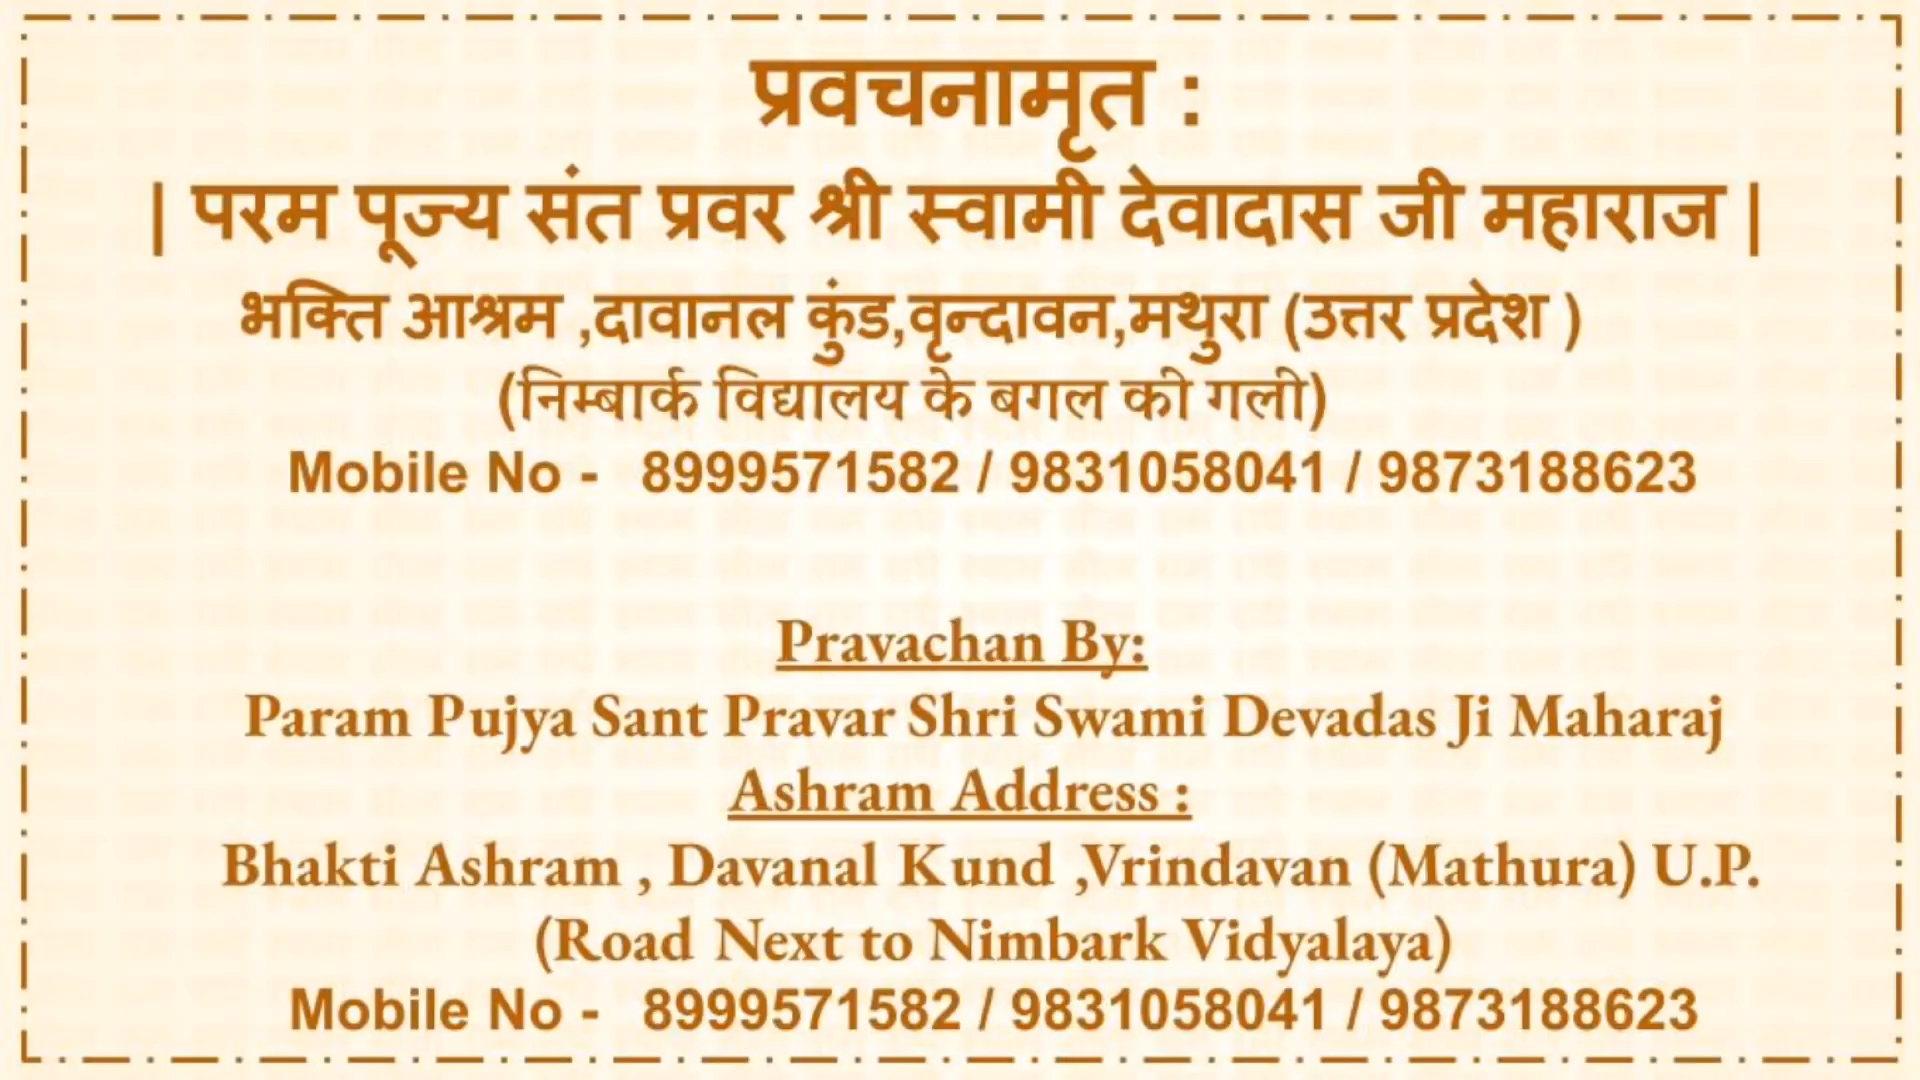 प्रवचनामृत :
| परम पूज्य संत प्रवर श्री स्वामी देवादास जी महाराज |
भक्ति आश्रम ,दावानल कुंड,वृन्दावन,मथुरा (उत्तर प्रदेश )
(निम्बार्क विद्यालय के बगल की गली)
Mobile No - 8999571582 / 9831058041 / 9873188623
Pravachan By:
Param Pujya Sant Pravar Shri Swami Devadas Ji Maharaj
Ashram Address :
Bhakti Ashram , Davanal Kund ,Vrindavan (Mathura) U.P.
(Road Next to Nimbark Vidyalaya)
Mobile No - 8999571582 / 9831058041 / 9873188623